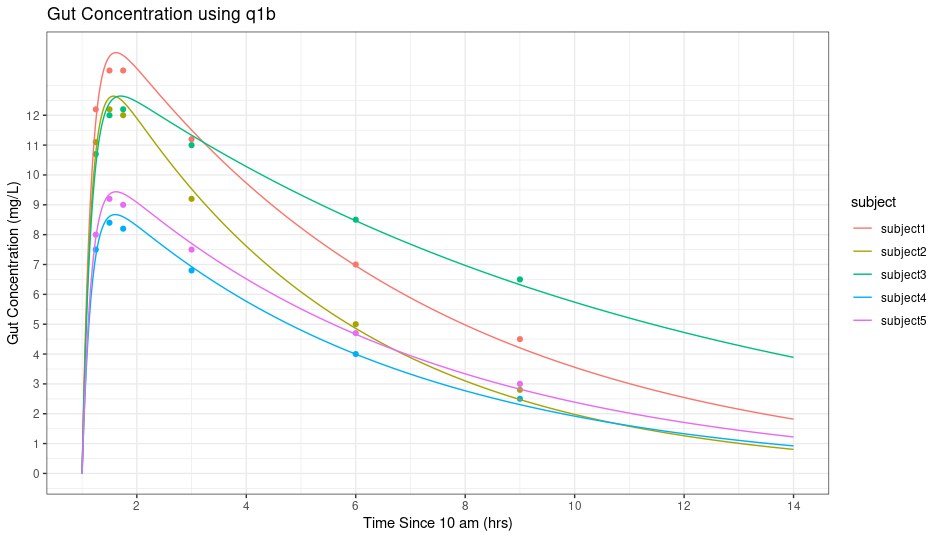 Gut Concentration using q1b
Gut Concentration (mg/L)
12
11
10
9
8
7
6
5
4
3
2
1
0
2 4 6 8 10 12 14
Time Since 10 am (hrs)
subject
subject1
subject2
subject3
subject4
subject5